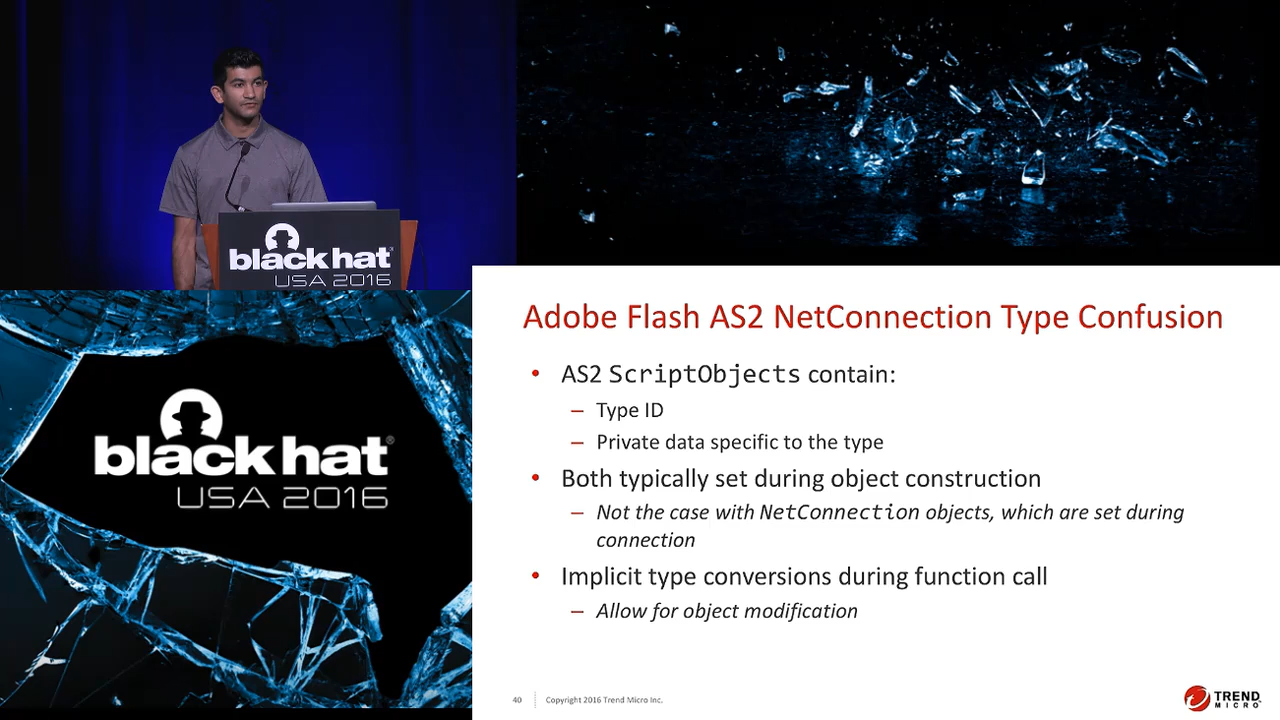 black hat®
USA 2016
black hat®
USA 2016
Adobe Flash AS2 NetConnection Type Confusion
• AS2 ScriptObjects contain:
– Type ID
– Private data specific to the type
• Both typically set during object construction
– Not the case with NetConnection objects, which are set during
connection
• Implicit type conversions during function call
– Allow for object modification
40 Copyright 2016 Trend Micro Inc.
TREND
MICRO